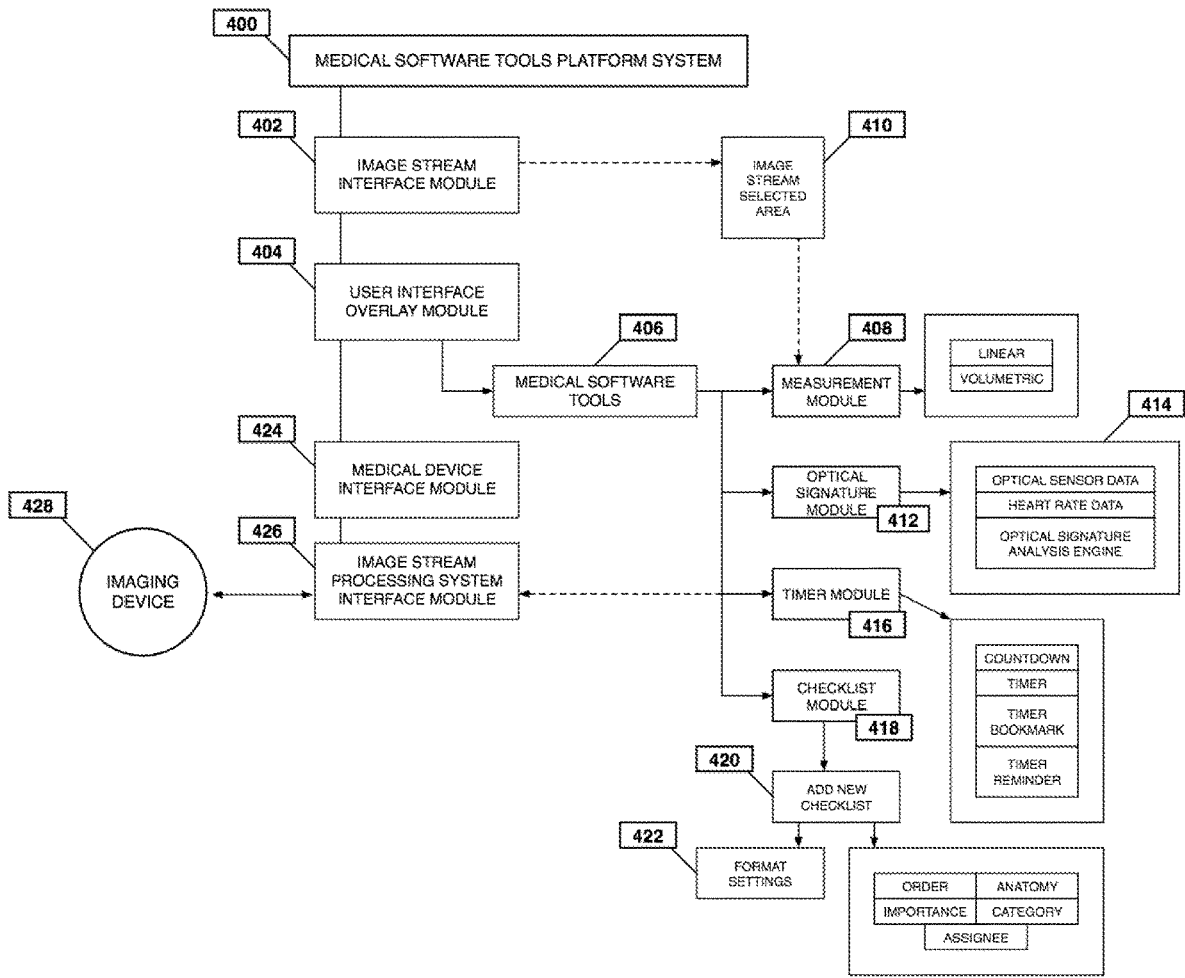 400
MEDICAL SOFTWARE TOOLS PLATFORM SYSTEM
402
IMAGE STREAM
INTERFACE MODULE
410
IMAGE
STREAM
SELECTED
AREA
404
USER INTERFACE
OVERLAY MODULE
406
MEDICAL SOFTWARE
TOOLS
408
MEASUREMENT
MODULE
LINEAR
VOLUMETRIC
414
424
MEDICAL DEVICE
INTERFACE MODULE
OPTICAL
SIGNATURE
MODULE
412
OPTICAL SENSOR DATA
HEART RATE DATA
OPTICAL SIGNATURE
ANALYSIS ENGINE
428
IMAGING
DEVICE
426
IMAGE STREAM
PROCESSING SYSTEM
INTERFACE MODULE
TIMER MODULE
416
COUNTDOWN
TIMER
TIMER
BOOKMARK
TIMER
REMINDER
CHECKLIST
MODULE
418
420
ADD NEW
CHECKLIST
422
FORMAT
SETTINGS
ORDER
ANATOMY
IMPORTANCE
CATEGORY
ASSIGNEE